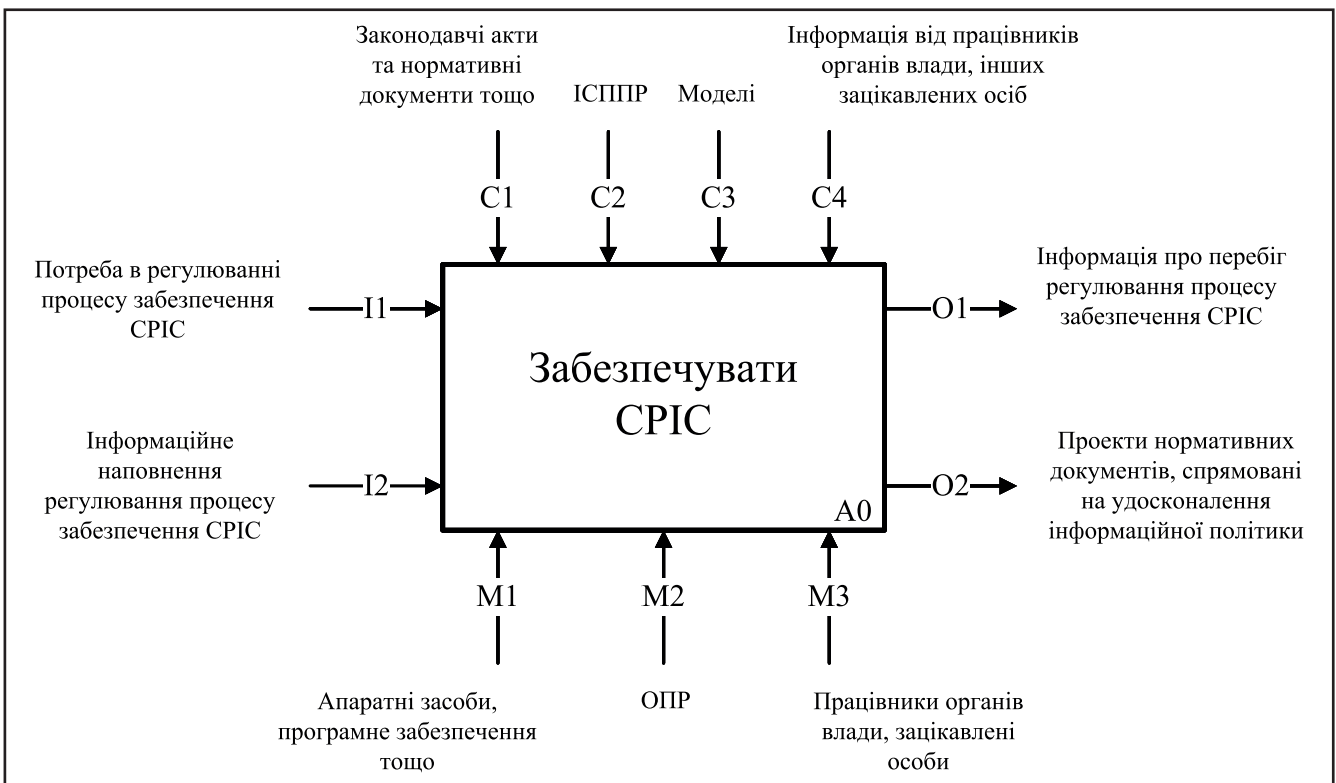 Законодавчі акти
та нормативні
документи тощо
ІСППР
Моделі
Інформація від працівників
органів влади, інших
зацікавлених осіб
C1
C2
C3
C4
Потреба в регулюванні
процесу забезпечення
СРІС
I1
Інформаційне
наповнення
регулювання процесу
забезпечення СРІС
I2
Забезпечувати
СРІС
A0
O1
Інформація про перебіг
регулювання процесу
забезпечення СРІС
O2
Проекти нормативних
документів, спрямовані
на удосконалення
інформаційної політики
M1
M2
M3
Апаратні засоби,
програмне забезпечення
тощо
ОПР
Працівники органів
влади, зацікавлені
особи